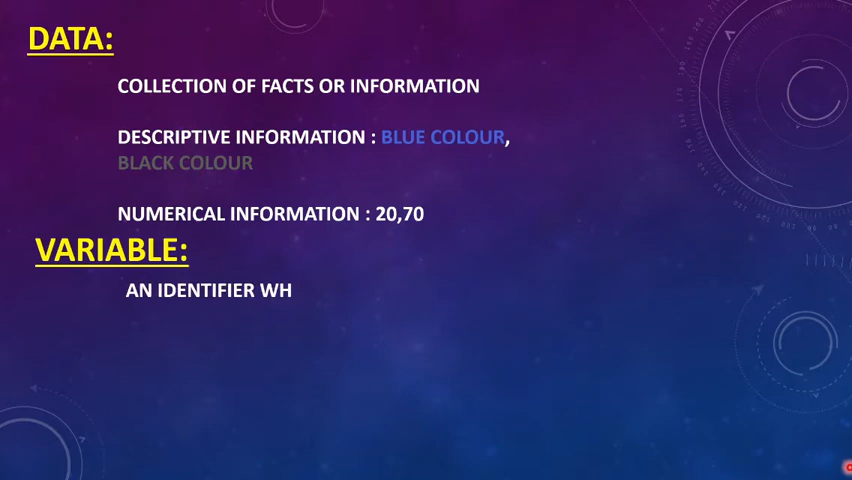 DATA:
COLLECTION OF FACTS OR INFORMATION
DESCRIPTIVE INFORMATION : BLUE COLOUR,
BLACK COLOUR
NUMERICAL INFORMATION : 20,70
VARIABLE:
AN IDENTIFIER WH